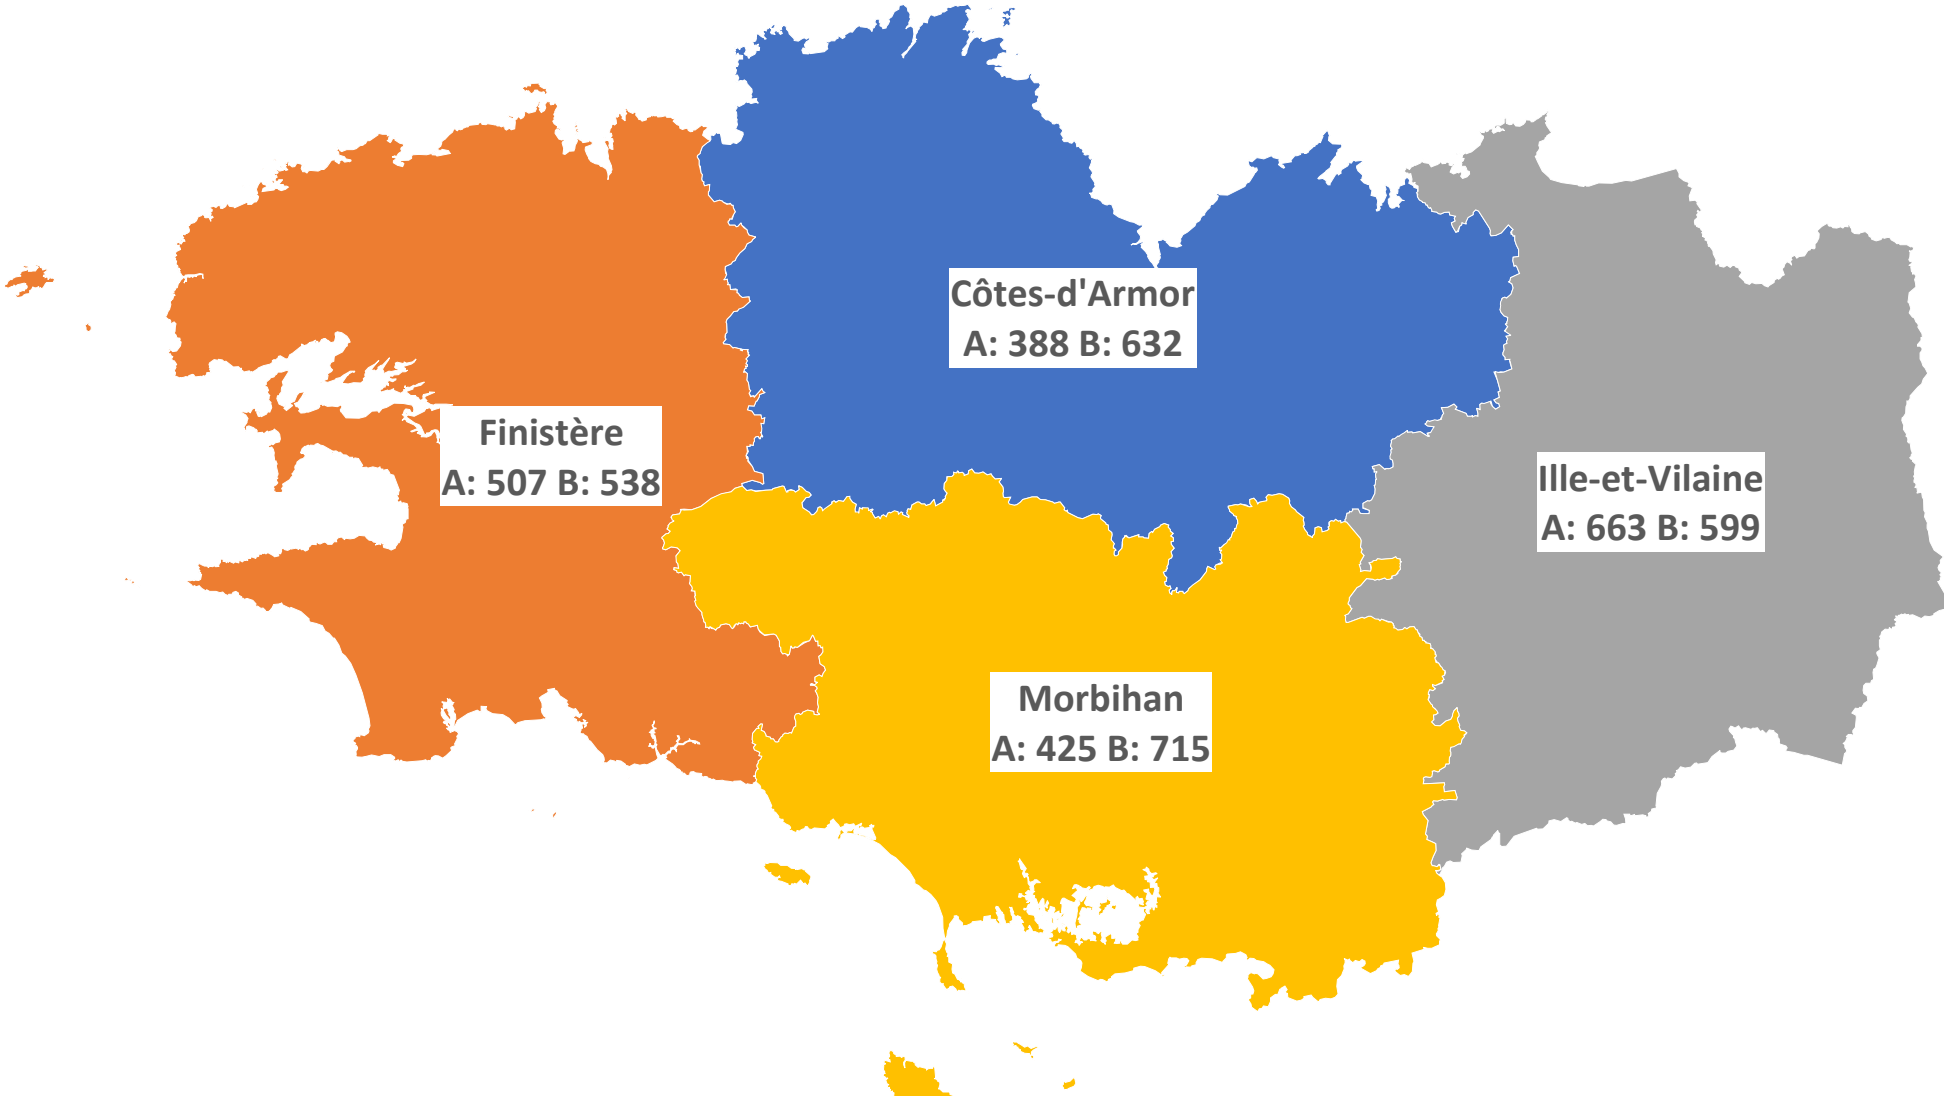 Côtes-d'Armor
A: 388 B: 632
Finistère
A: 507 B: 538
Ille-et-Vilaine
A: 663 B: 599
Morbihan
A: 425 B: 715